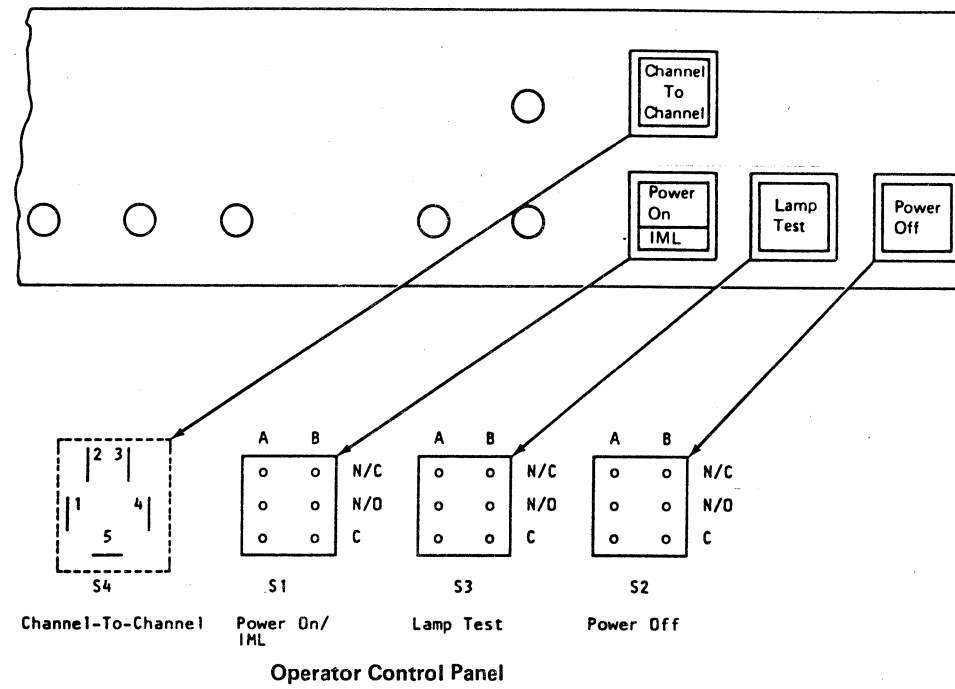 Channel
To
Channel
Power
On
IML
Lamp
Test
Power
Off
A B
A B
A B
2 3
1 4
5
N/C
N/O
C
N/C
N/O
C
N/C
N/O
C
S4
S1
S3
S2
Channel-To-Channel
Power On/
IML
Lamp Test
Power Off
Operator Control Panel